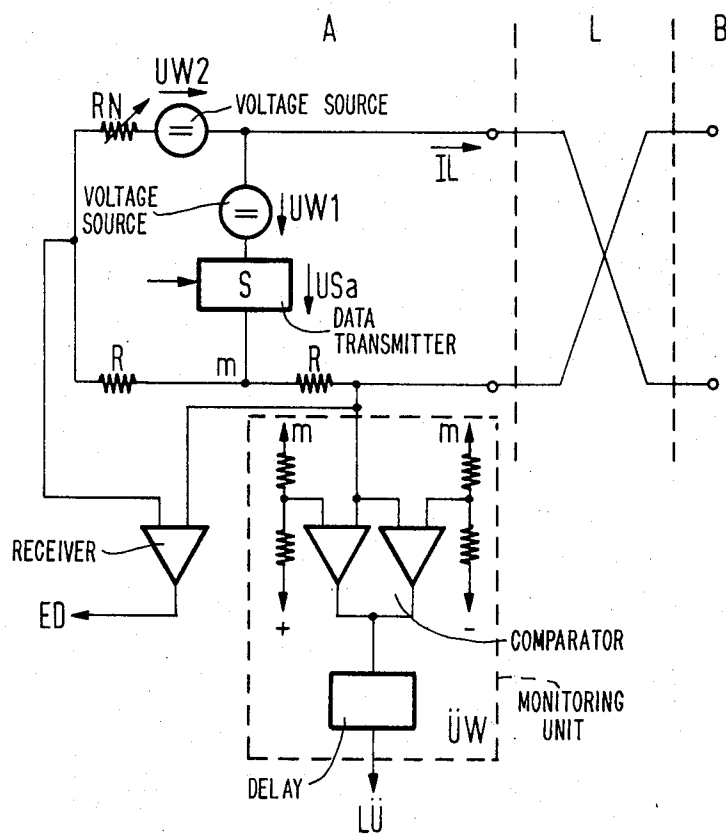 A
L
B
UW2
RN
VOLTAGE SOURCE
IL
VOLTAGE
SOURCE
UW1
S
USa
DATA
TRANSMITTER
R
m
R
m
m
RECEIVER
ED
+
-
COMPARATOR
MONITORING
UNIT
ÜW
DELAY
LÜ